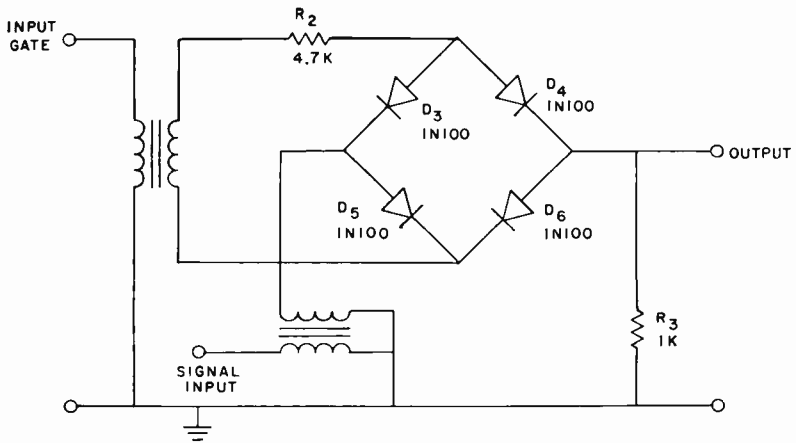 INPUT
GATE
R2
4.7K
D3
1N100
D4
1N100
OUTPUT
D5
1N100
D6
1N100
R3
1K
SIGNAL
INPUT